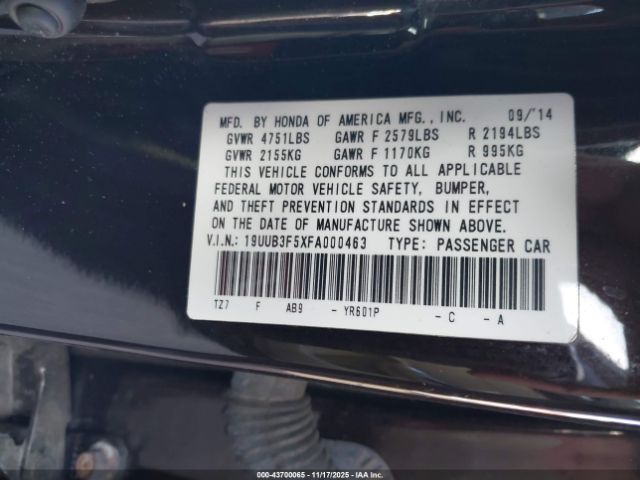 MFD. BY HONDA OF AMERICA MFG., INC. 09/'14
GVWR 4751LBS GAWR F 2579LBS R 2194LBS
GVWR 2155KG GAWR F 1170KG R 995KG
THIS VEHICLE CONFORMS TO ALL APPLICABLE
FEDERAL MOTOR VEHICLE SAFETY, BUMPER,
AND THEFT PREVENTION STANDARDS IN EFFECT
ON THE DATE OF MANUFACTURE SHOWN ABOVE.
V.I.N.: 19UUB3F5XFA000463 TYPE: PASSENGER CAR
TZ7 F AB9 - YR601P - C - A
000-43700065 - 11/17/2025 - IAAI.CA